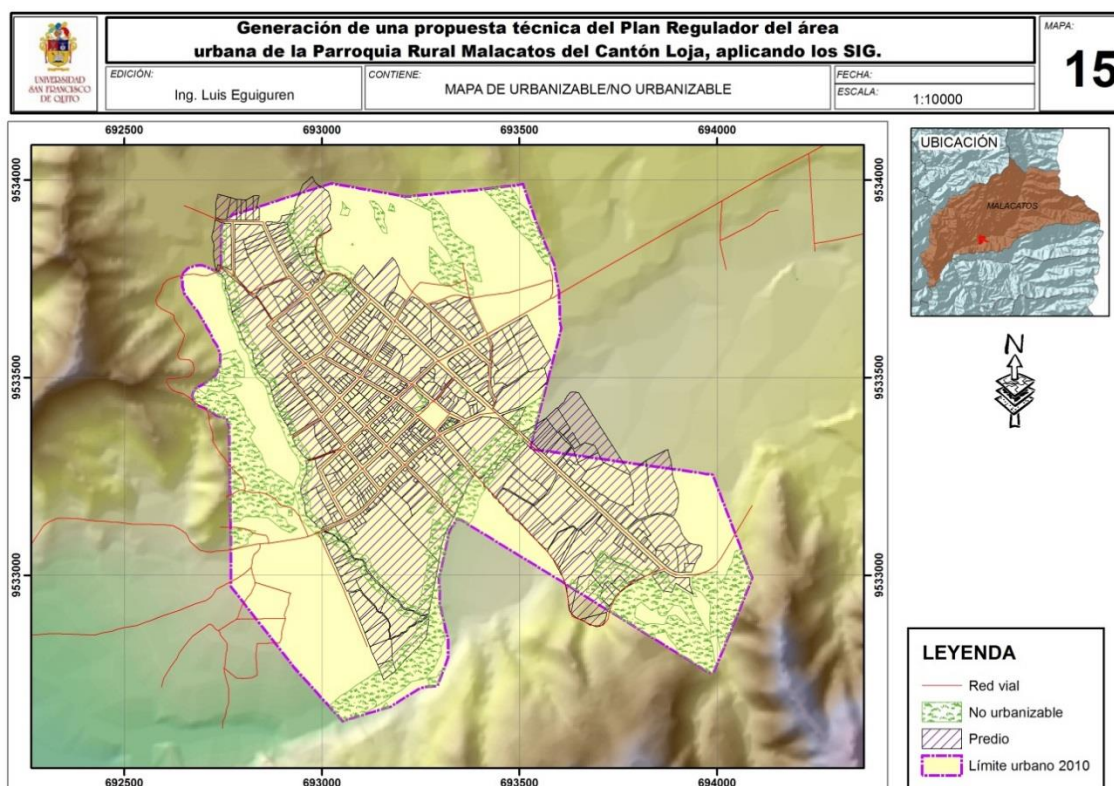 UNIVERSIDAD
SAN FRANCISCO
DE QUITO
Generación de una propuesta técnica del Plan Regulador del área
urbana de la Parroquia Rural Malacatos del Cantón Loja, aplicando los SIG.
EDICIÓN:
Ing. Luis Eguiguren
CONTIENE:
MAPA DE URBANIZABLE/NO URBANIZABLE
FECHA:
ESCALA:
1:10000
MAPA:
15
692500
693000
693500
694000
9534000
9533500
9533000
9534000
9533500
9533000
692500
693000
693500
694000
UBICACIÓN
MALACATOS
N
LEYENDA
Red vial
No urbanizable
Predio
Límite urbano 2010